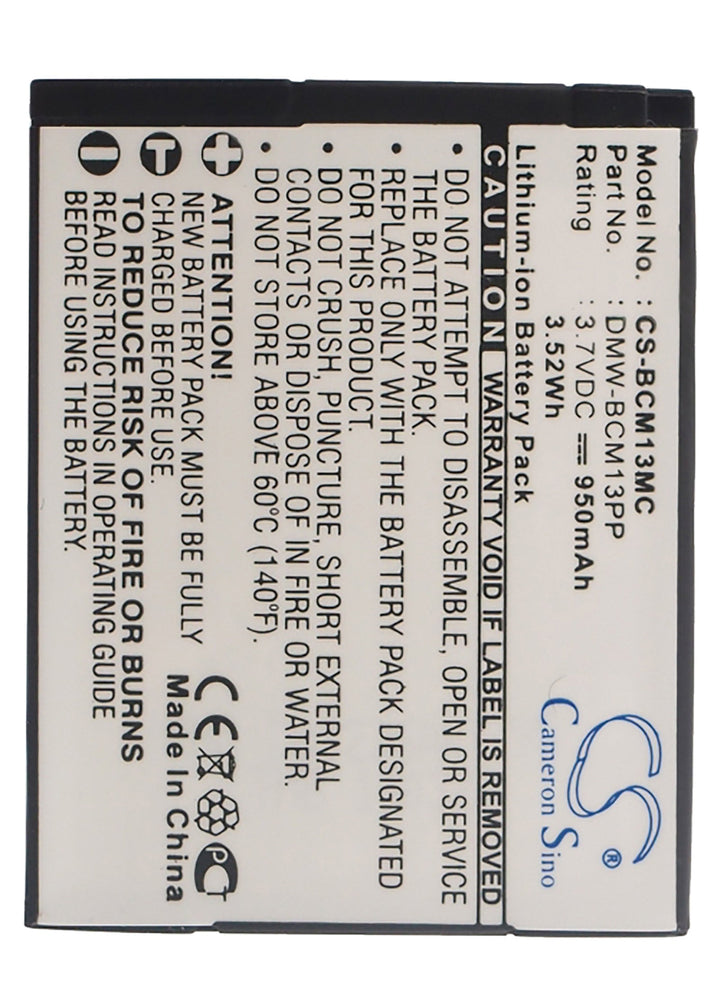 Model No. : CS-BCM13MC
Part No. : DMW-BCM13PP
Rating : 3.7VDC ⎓ 950mAh
3.52Wh
Lithium-ion Battery Pack
CS®
Cameron Sino
CAUTION WARRANTY VOID IF LABEL IS REMOVED
• DO NOT ATTEMPT TO DISASSEMBLE, OPEN OR SERVICE
THE BATTERY PACK.
• REPLACE ONLY WITH THE BATTERY PACK DESIGNATED
FOR THIS PRODUCT.
• DO NOT CRUSH, PUNCTURE, SHORT EXTERNAL
CONTACTS, OR DISPOSE OF IN FIRE OR WATER.
• DO NOT STORE ABOVE 60°C (140°F).
+ ATTENTION!
NEW BATTERY PACK MUST BE FULLY
T CHARGED BEFORE USE.
TO REDUCE RISK OF FIRE OR BURNS
− READ INSTRUCTIONS IN OPERATING GUIDE
BEFORE USING BATTERY.
CE PCT
Made In China